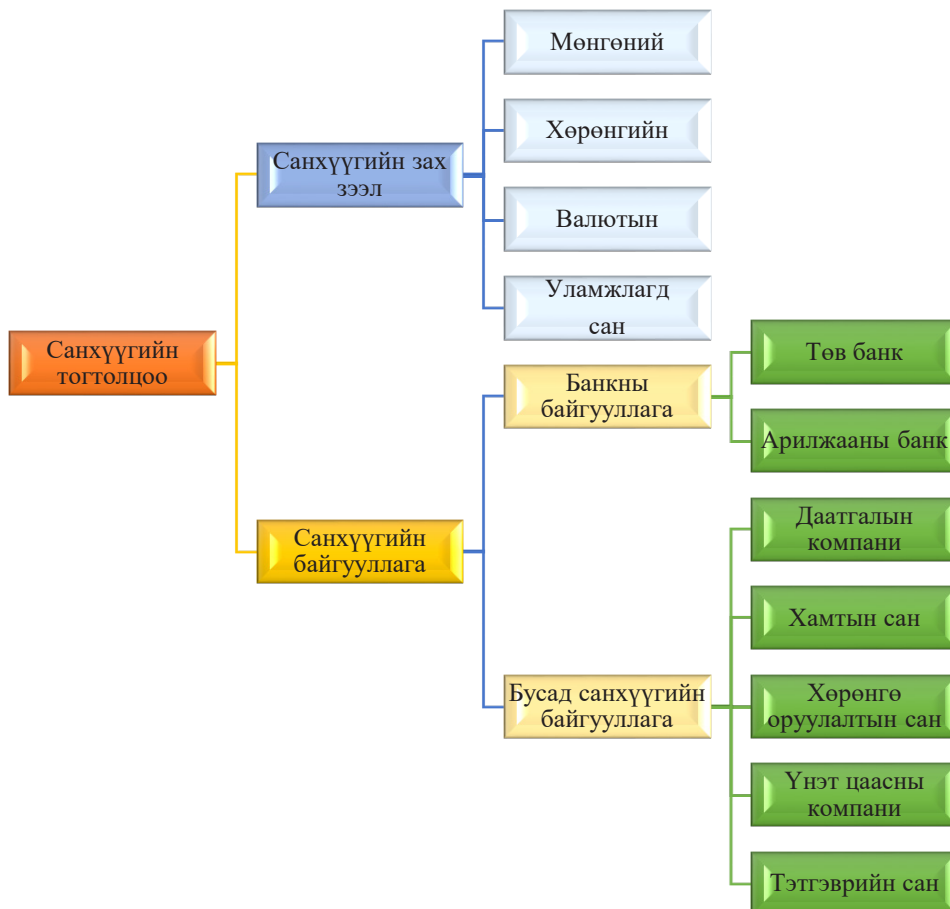 Санхүүгийн
тогтолцоо
Санхүүгийн зах
зээл
Мөнгөний
Хөрөнгийн
Валютын
Уламжлагд
сан
Санхүүгийн
байгууллага
Банкны
байгууллага
Төв банк
Арилжааны банк
Бусад санхүүгийн
байгууллага
Даатгалын
компани
Хамтын сан
Хөрөнгө
оруулалтын сан
Үнэт цаасны
компани
Тэтгэврийн сан